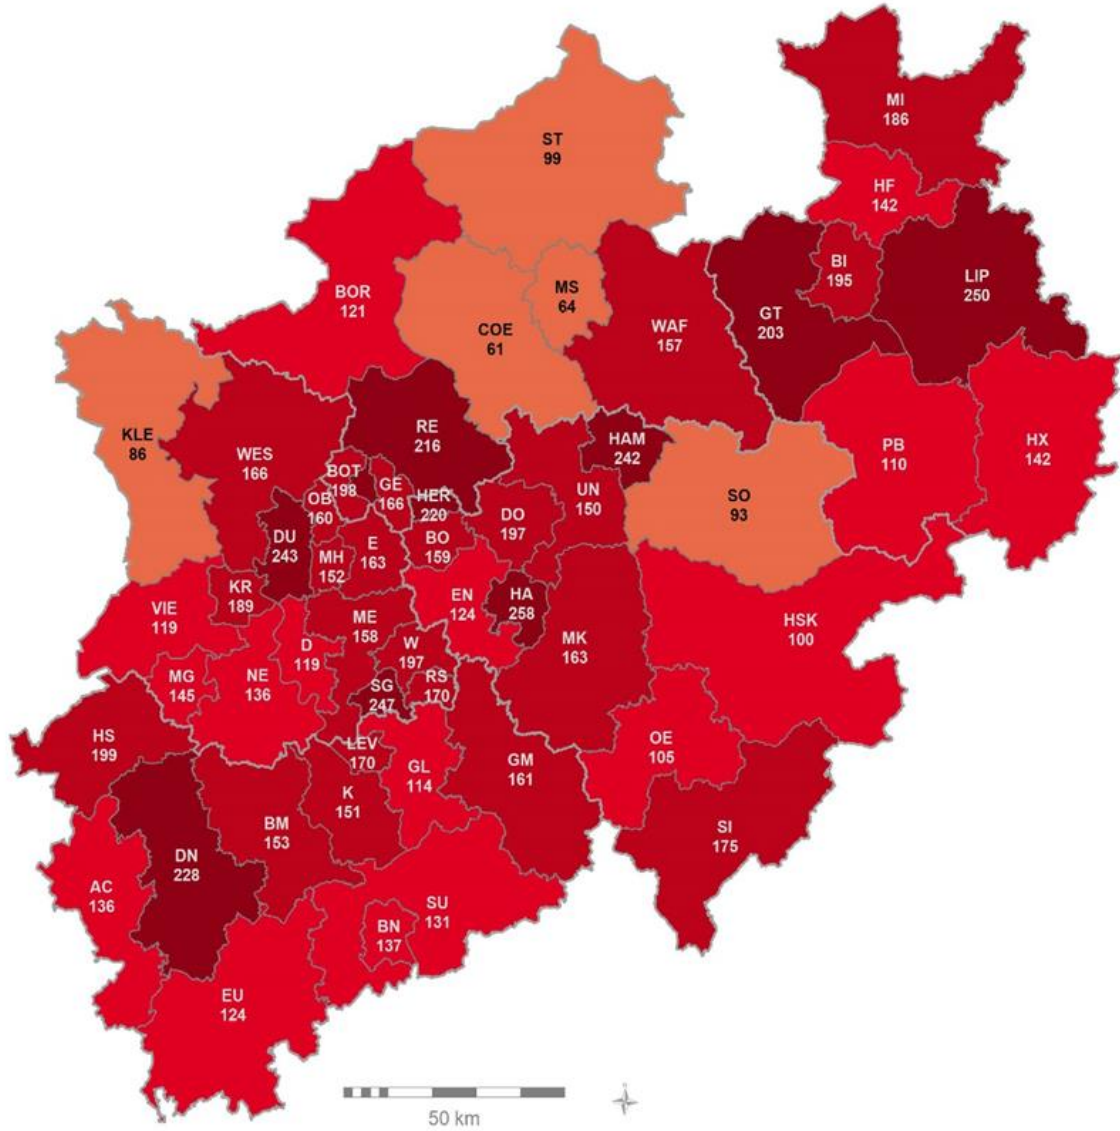 MI
186
ST
99
HF
142
BI
195
LIP
250
BOR
121
MS
64
GT
203
COE
61
WAF
157
KLE
86
RE
216
HAM
242
PB
110
HX
142
WES
166
BOT
198
GE
166
HER
220
OB
160
UN
150
SO
93
DO
197
DU
243
MH
152
E
163
BO
159
KR
189
VIE
119
EN
124
HA
258
HSK
100
ME
158
MK
163
D
119
W
197
MG
145
NE
136
SG
247
RS
170
HS
199
LEV
170
GL
114
GM
161
OE
105
K
151
BM
153
SI
175
DN
228
AC
136
SU
131
BN
137
EU
124
50 km